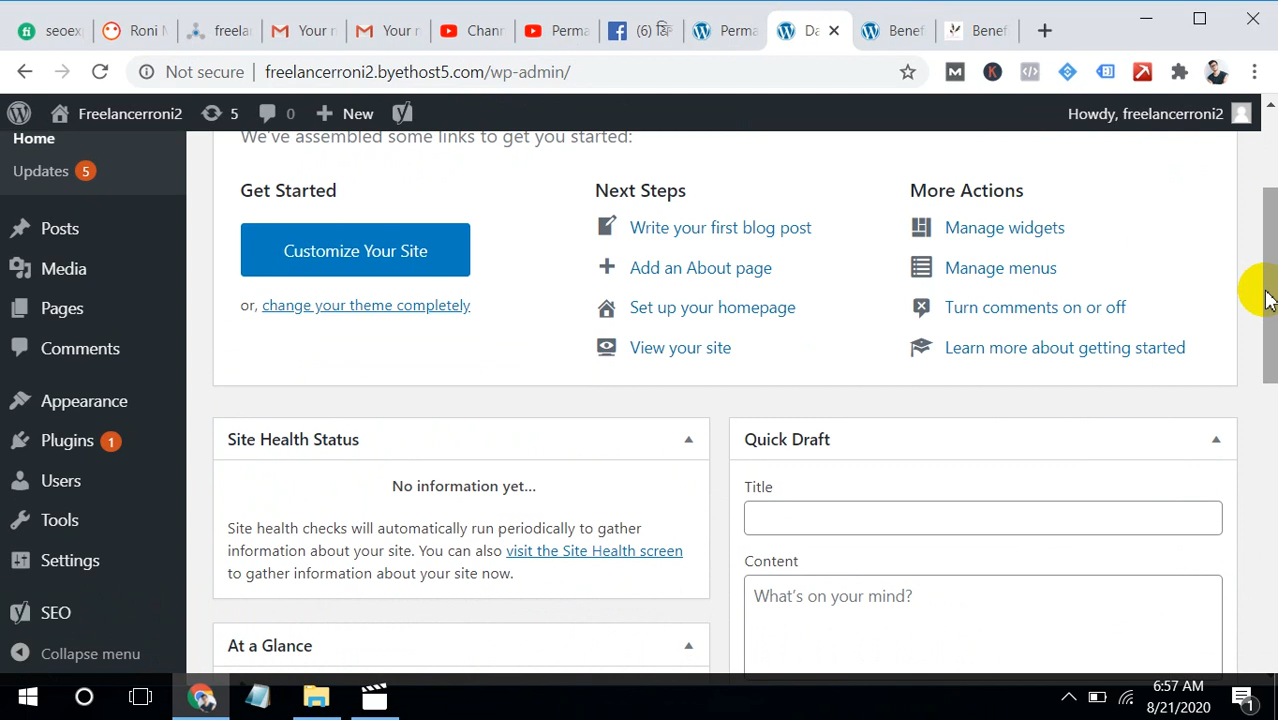 seoex
Roni
freela
Your
Your
Chan
Perma
(6) हि
Perma
Da
Benef
Benef
Not secure
freelancerroni2.byethost5.com/wp-admin/
Freelancerroni2
5
0
New
Howdy, freelancerroni2
Home
Updates 5
Posts
Media
Pages
Comments
Appearance
Plugins 1
Users
Tools
Settings
SEO
Collapse menu
We've assembled some links to get you started:
Get Started
Customize Your Site
or, change your theme completely
Next Steps
Write your first blog post
Add an About page
Set up your homepage
View your site
More Actions
Manage widgets
Manage menus
Turn comments on or off
Learn more about getting started
Site Health Status
No information yet...
Site health checks will automatically run periodically to gather
information about your site. You can also visit the Site Health screen
to gather information about your site now.
At a Glance
Quick Draft
Title
Content
What's on your mind?
6:57 AM
8/21/2020
1